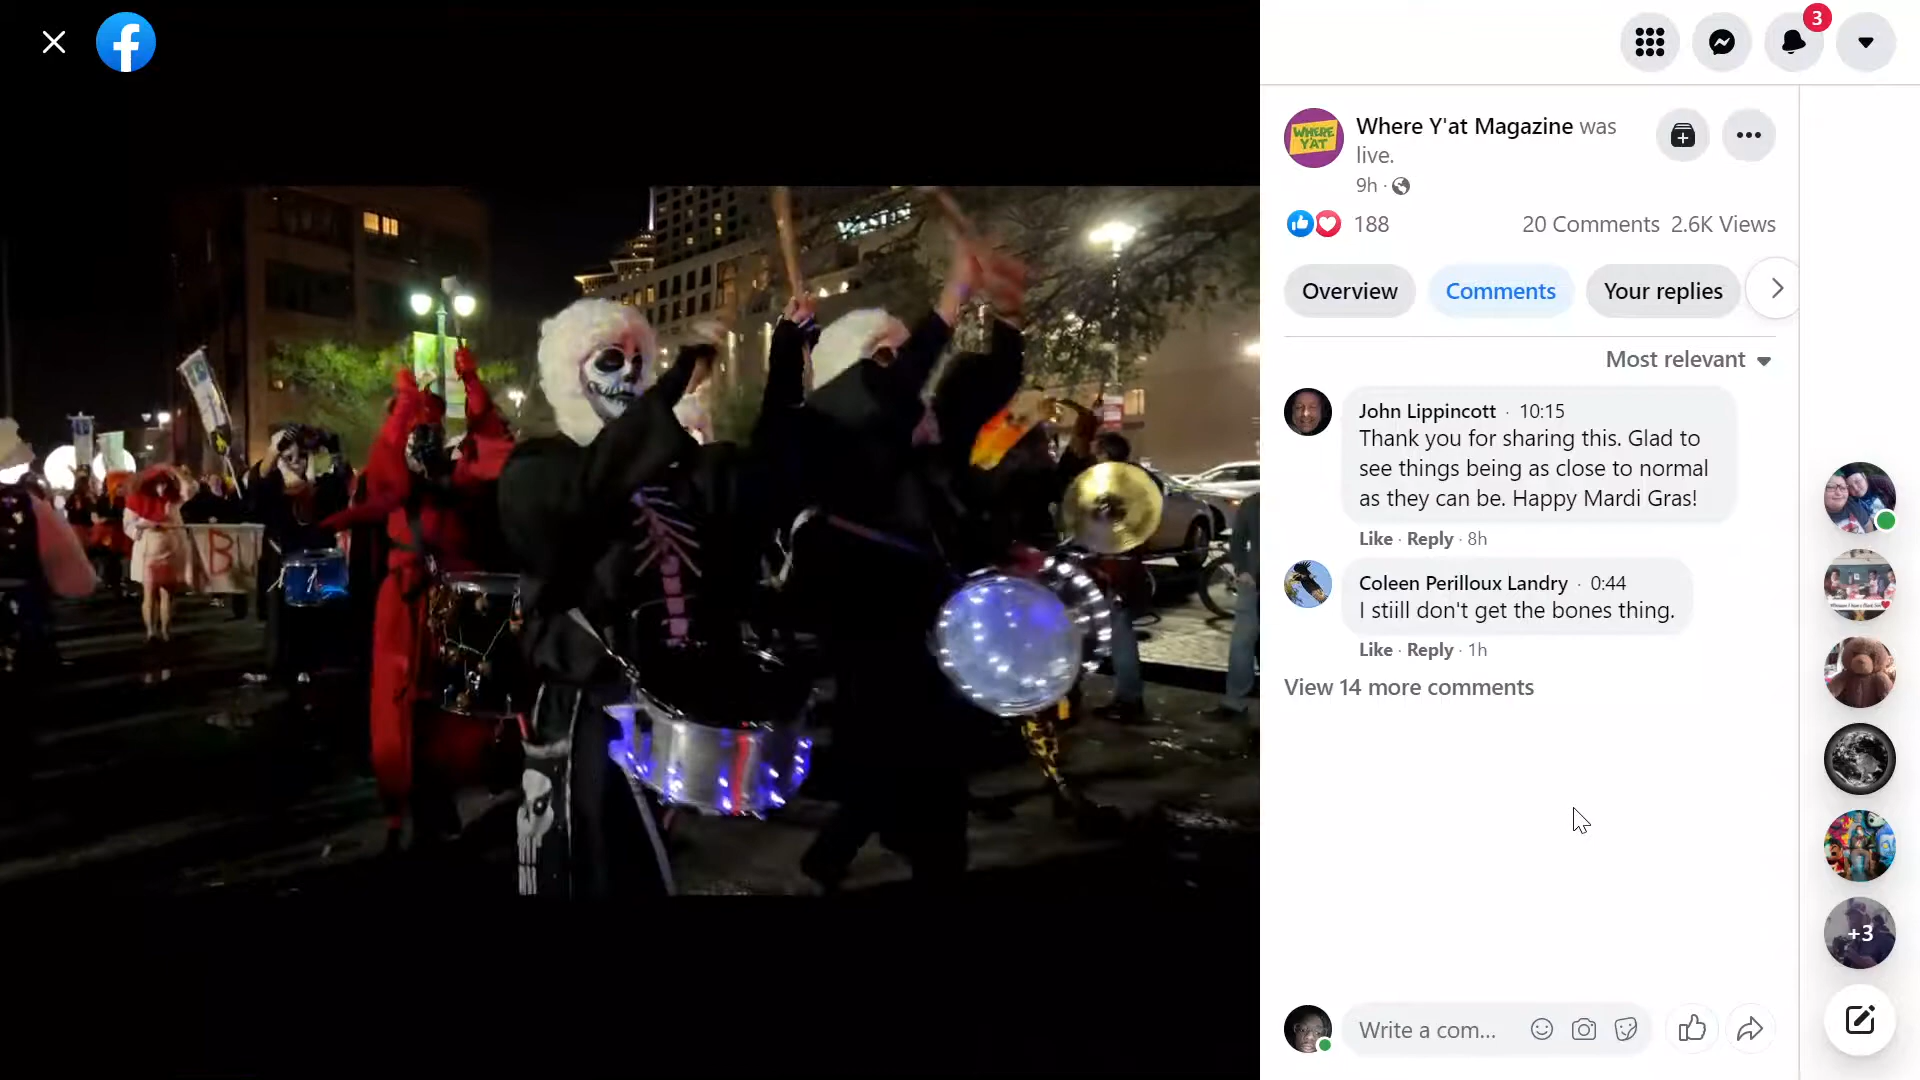 3
WHERE
Y'AT
Where Y'at Magazine was
live.
9h ·
188
20 Comments 2.6K Views
Overview
Comments
Your replies
Most relevant
John Lippincott · 10:15
Thank you for sharing this. Glad to
see things being as close to normal
as they can be. Happy Mardi Gras!
Like · Reply · 8h
Coleen Perilloux Landry · 0:44
I stiill don't get the bones thing.
Like · Reply · 1h
View 14 more comments
+3
Write a com...